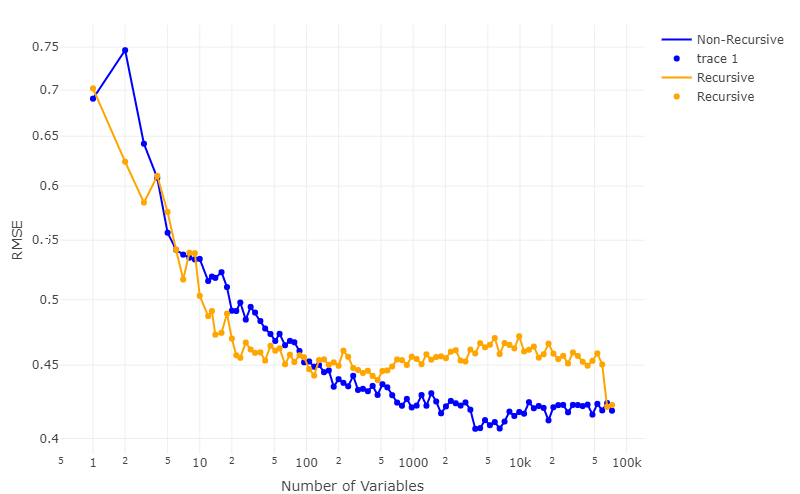 Non-Recursive
trace 1
Recursive
Recursive
0.75
0.7
0.65
0.6
0.55
0.5
0.45
0.4
RMSE
5 1 2 5 10 2 5 100 2 5 1000 2 5 10k 2 5 100k
Number of Variables